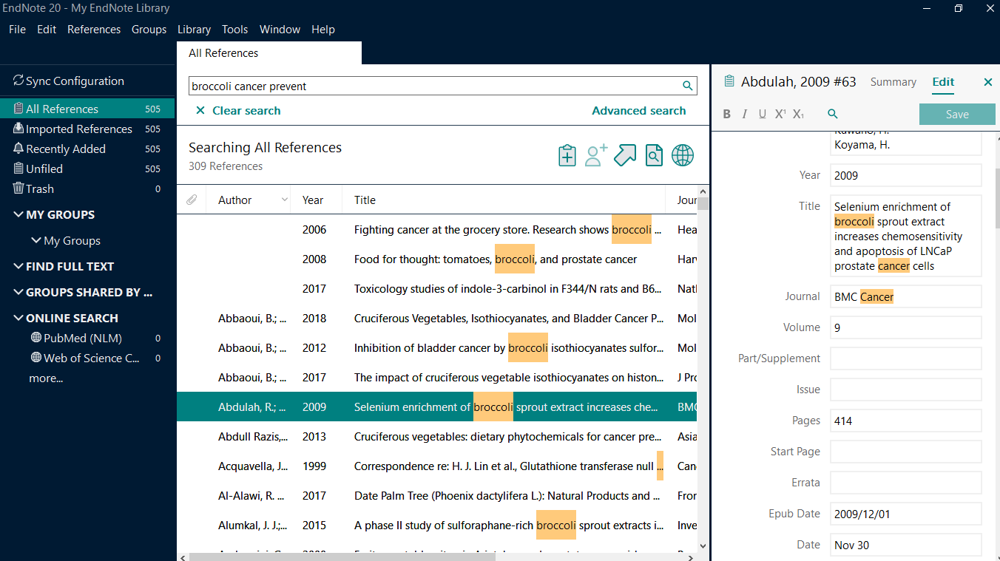 EndNote 20 - My EndNote Library
File Edit References Groups Library Tools Window Help
Sync Configuration
All References 505
Imported References 505
Recently Added 505
Unfiled 505
Trash 0
MY GROUPS
My Groups
FIND FULL TEXT
GROUPS SHARED BY ...
ONLINE SEARCH
PubMed (NLM) 0
Web of Science C... 0
more...
All References
broccoli cancer prevent
Clear search
Advanced search
Searching All References
309 References
Author Year Title Jour
2006 Fighting cancer at the grocery store. Research shows broccoli ... Hea
2008 Food for thought: tomatoes, broccoli, and prostate cancer Harv
2017 Toxicology studies of indole-3-carbinol in F344/N rats and B6... Natl
Abbaoui, B.; ... 2018 Cruciferous Vegetables, Isothiocyanates, and Bladder Cancer P... Mol
Abbaoui, B.; ... 2012 Inhibition of bladder cancer by broccoli isothiocyanates sulfor... Mol
Abbaoui, B.; ... 2017 The impact of cruciferous vegetable isothiocyanates on histon... J Pro
Abdulah, R.; ... 2009 Selenium enrichment of broccoli sprout extract increases che... BMC
Abdull Razis,... 2013 Cruciferous vegetables: dietary phytochemicals for cancer pre... Asia
Acquavella, J... 1999 Correspondence re: H. J. Lin et al., Glutathione transferase null ... Can
Al-Alawi, R. ... 2017 Date Palm Tree (Phoenix dactylifera L.): Natural Products and ... Fron
Alumkal, J. J.;... 2015 A phase II study of sulforaphane-rich broccoli sprout extracts i... Inve
Abdulah, 2009 #63 Summary Edit
B I U X¹ X₁
Save
Koyama, H.
Year 2009
Title Selenium enrichment of
broccoli sprout extract
increases chemosensitivity
and apoptosis of LNCaP
prostate cancer cells
Journal BMC Cancer
Volume 9
Part/Supplement
Issue
Pages 414
Start Page
Errata
Epub Date 2009/12/01
Date Nov 30